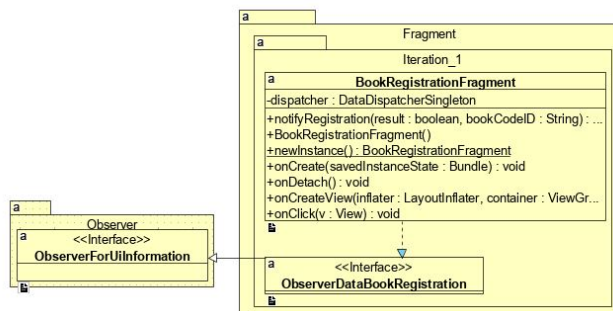 a
Fragment
a
Iteration_1
a
BookRegistrationFragment
-dispatcher : DataDispatcherSingleton
+notifyRegistration(result : boolean, bookCodeID : String) : ...
+BookRegistrationFragment()
+newInstance() : BookRegistrationFragment
+onCreate(savedInstanceState : Bundle) : void
+onDetach() : void
+onCreateView(inflater : LayoutInflater, container : ViewGr...
+onClick(v : View) : void
a
Observer
a
<<Interface>>
ObserverForUiInformation
a
<<Interface>>
ObserverDataBookRegistration